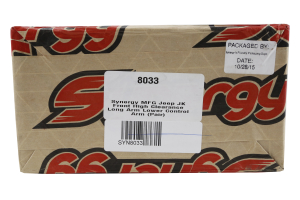 PACKAGED BY:
DATE:
10/28/15
8033
Synergy MFG Jeep JK
Front High Clearance
Long Arm Lower Control
Arm (Pair)
SYN8033
Synergy